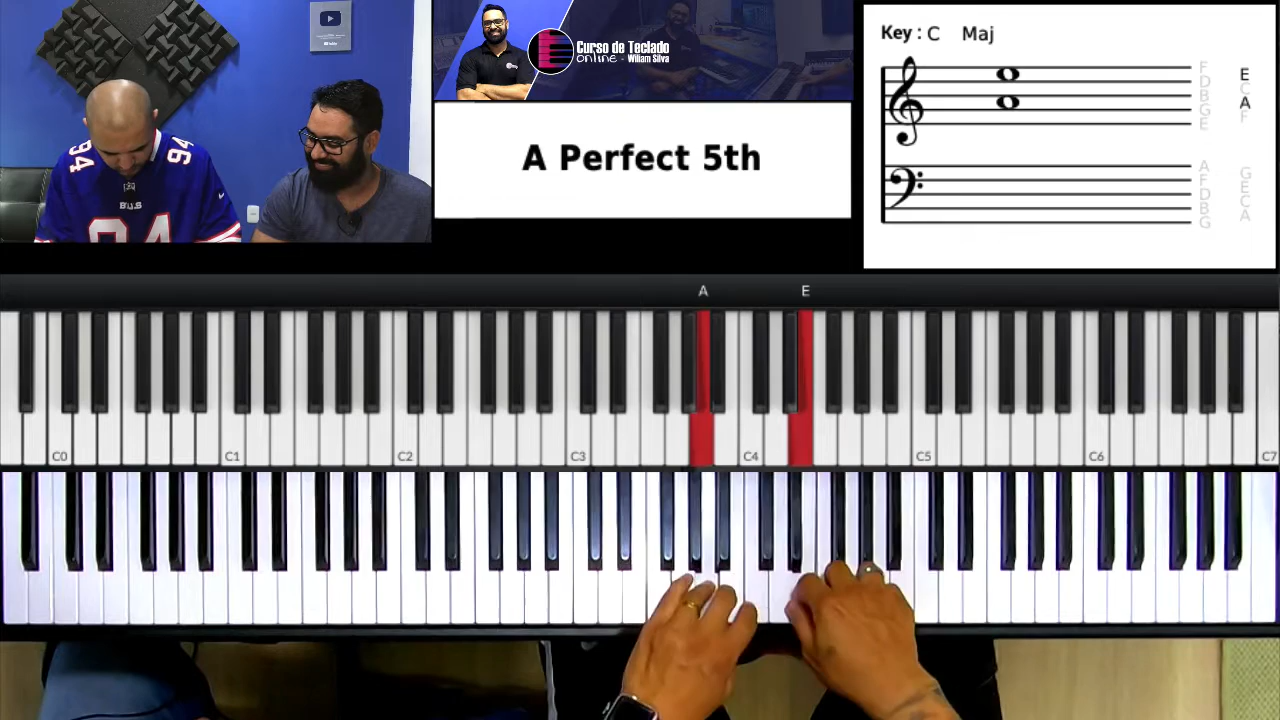 Curso de Teclado
online - Wiliam Silva
A Perfect 5th
Key : C Maj
F
D
B
G
E
E
C
A
F
A
F
D
B
G
G
E
C
A
94
94
94
A
E
C0
C1
C2
C3
C4
C5
C6
C7